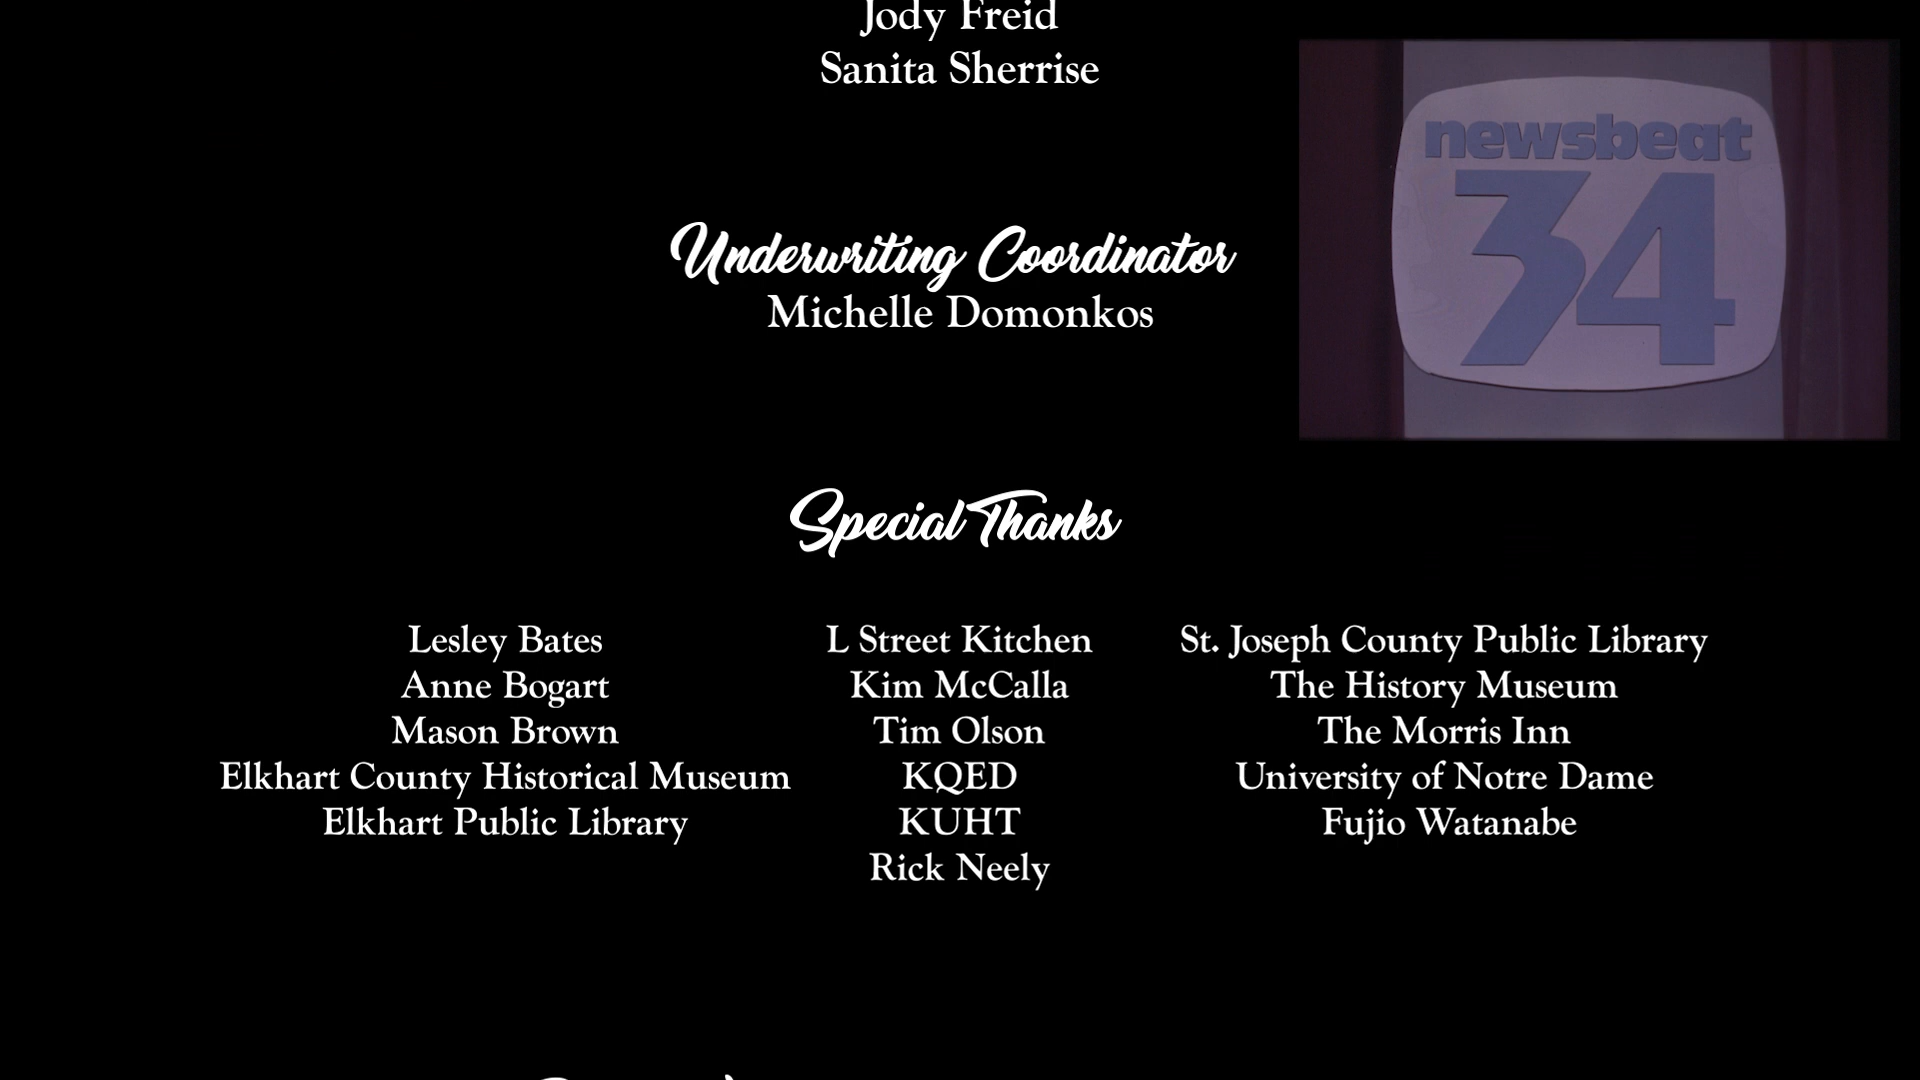 Jody Freid
Sanita Sherrise
newsbeat
34
Underwriting Coordinator
Michelle Domonkos
Special Thanks
Lesley Bates
Anne Bogart
Mason Brown
Elkhart County Historical Museum
Elkhart Public Library
L Street Kitchen
Kim McCalla
Tim Olson
KQED
KUHT
Rick Neely
St. Joseph County Public Library
The History Museum
The Morris Inn
University of Notre Dame
Fujio Watanabe